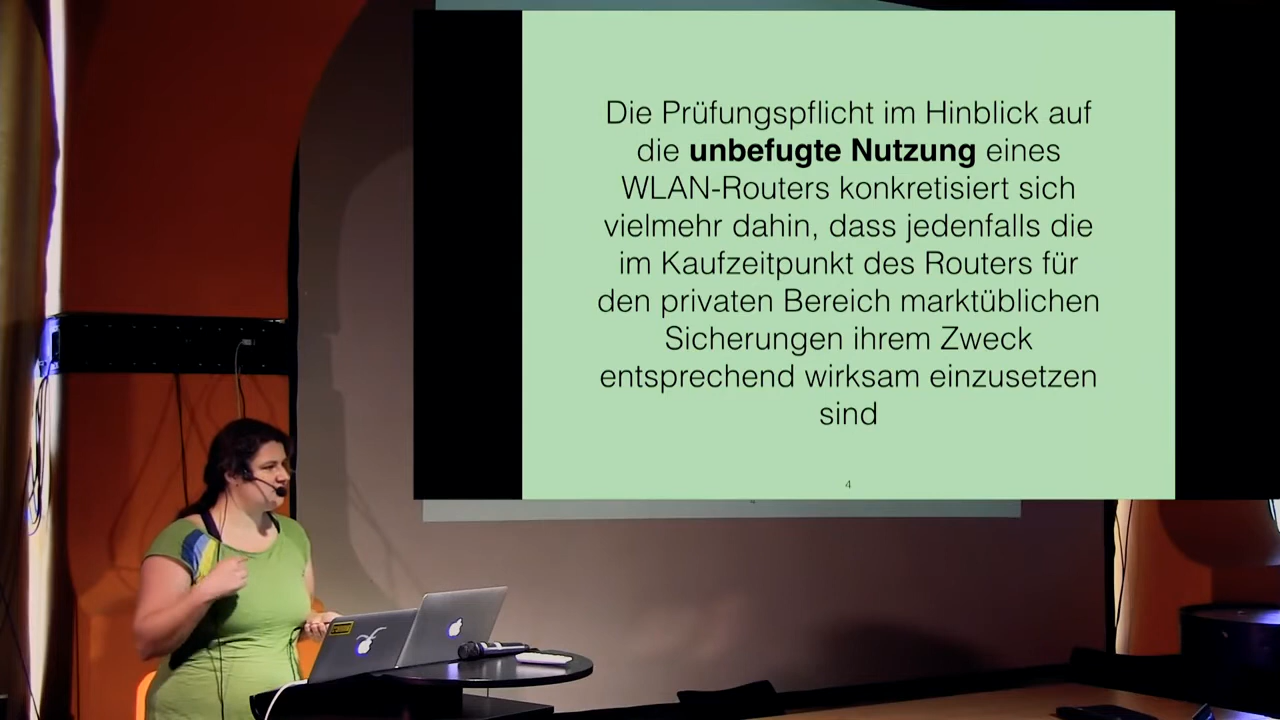 Die Prüfungspflicht im Hinblick auf
die unbefugte Nutzung eines
WLAN-Routers konkretisiert sich
vielmehr dahin, dass jedenfalls die
im Kaufzeitpunkt des Routers für
den privaten Bereich marktüblichen
Sicherungen ihrem Zweck
entsprechend wirksam einzusetzen
sind
4